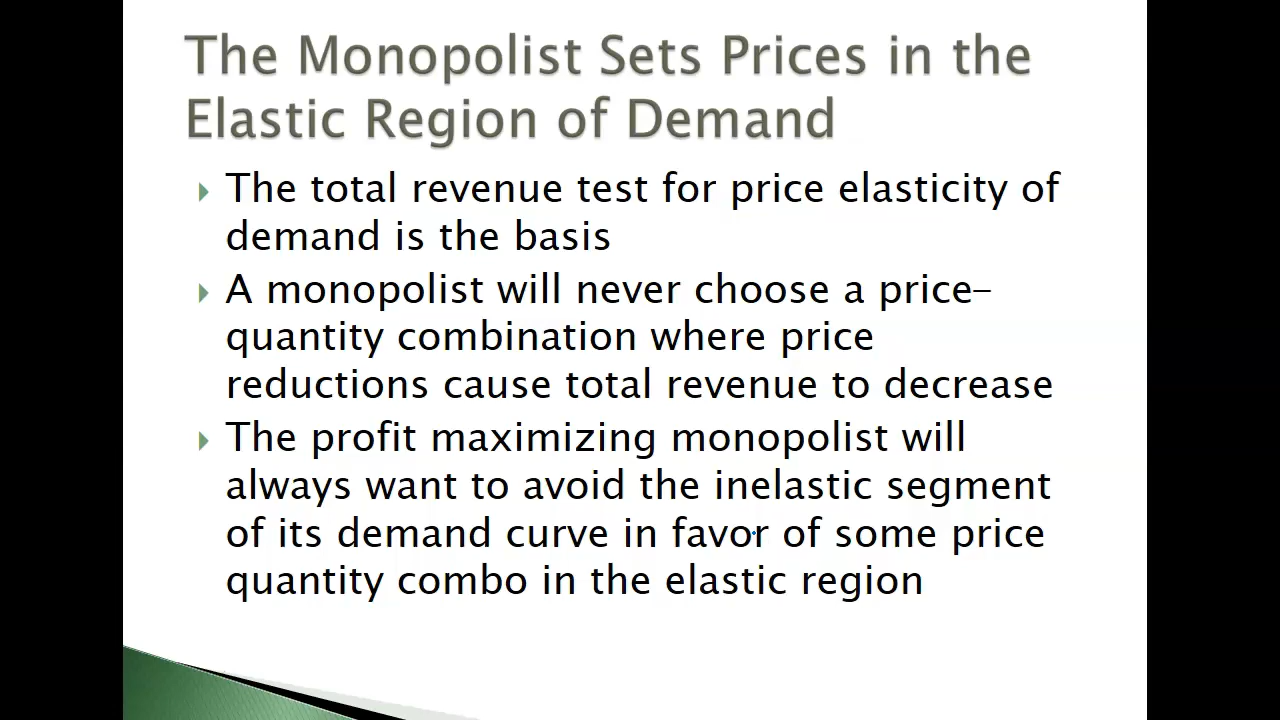 The Monopolist Sets Prices in the
Elastic Region of Demand
The total revenue test for price elasticity of
demand is the basis
A monopolist will never choose a price–
quantity combination where price
reductions cause total revenue to decrease
The profit maximizing monopolist will
always want to avoid the inelastic segment
of its demand curve in favor of some price
quantity combo in the elastic region